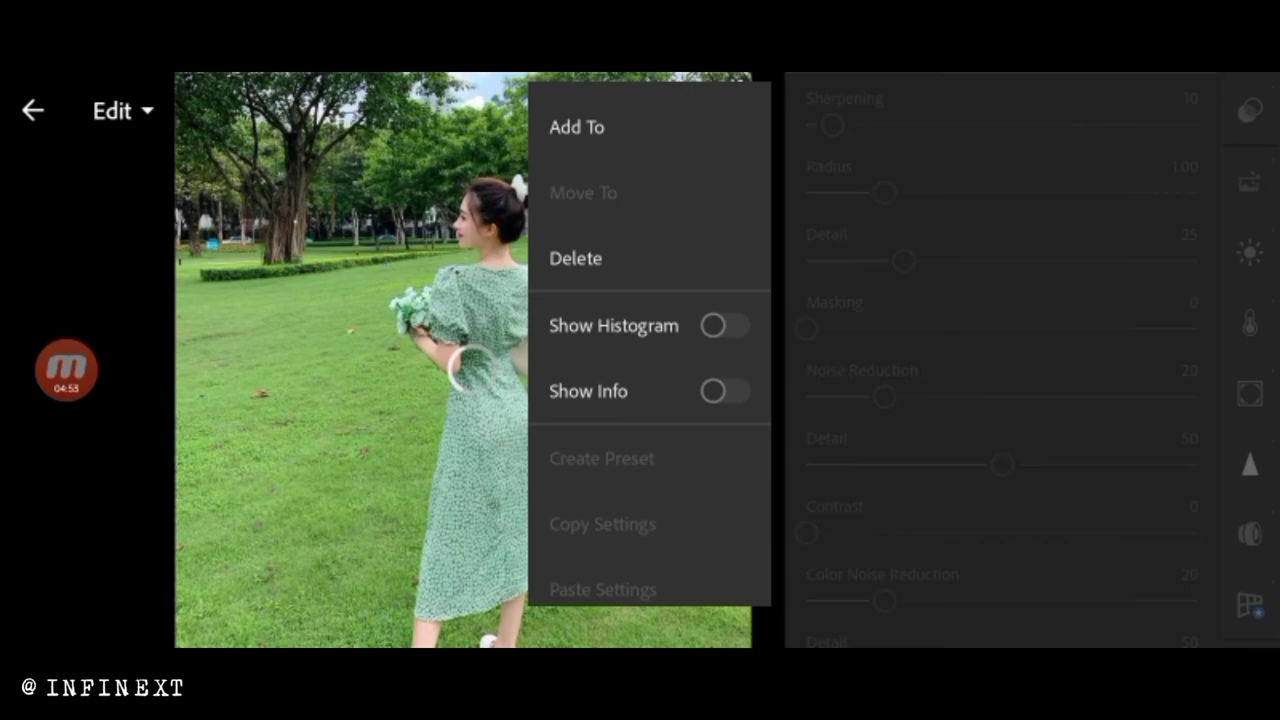 Edit
04:53
Add To
Move To
Delete
Show Histogram
Show Info
Create Preset
Copy Settings
Paste Settings
Sharpening 10
Radius 1.00
Detail 25
Masking 0
Noise Reduction 20
Detail 50
Contrast 0
Color Noise Reduction 20
Detail 50
@ INFINEXT